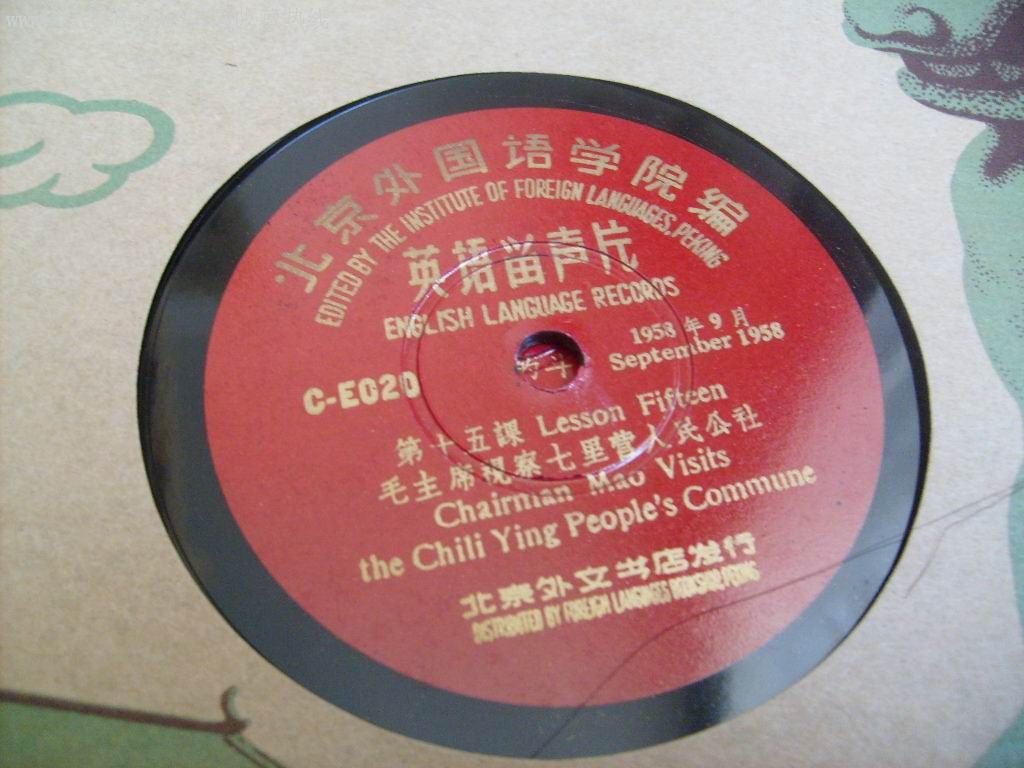 北京外国语学院编
EDITED BY THE INSTITUTE OF FOREIGN LANGUAGES, PEKING
英语留声片
ENGLISH LANGUAGE RECORDS
1958年9月
September 1958
C-E020
第十五課 Lesson Fifteen
毛主席视察七里营人民公社
Chairman Mao Visits
the Chili Ying People's Commune
北京外文书店发行
DISTRIBUTED BY FOREIGN LANGUAGES BOOKSHOP, PEKING